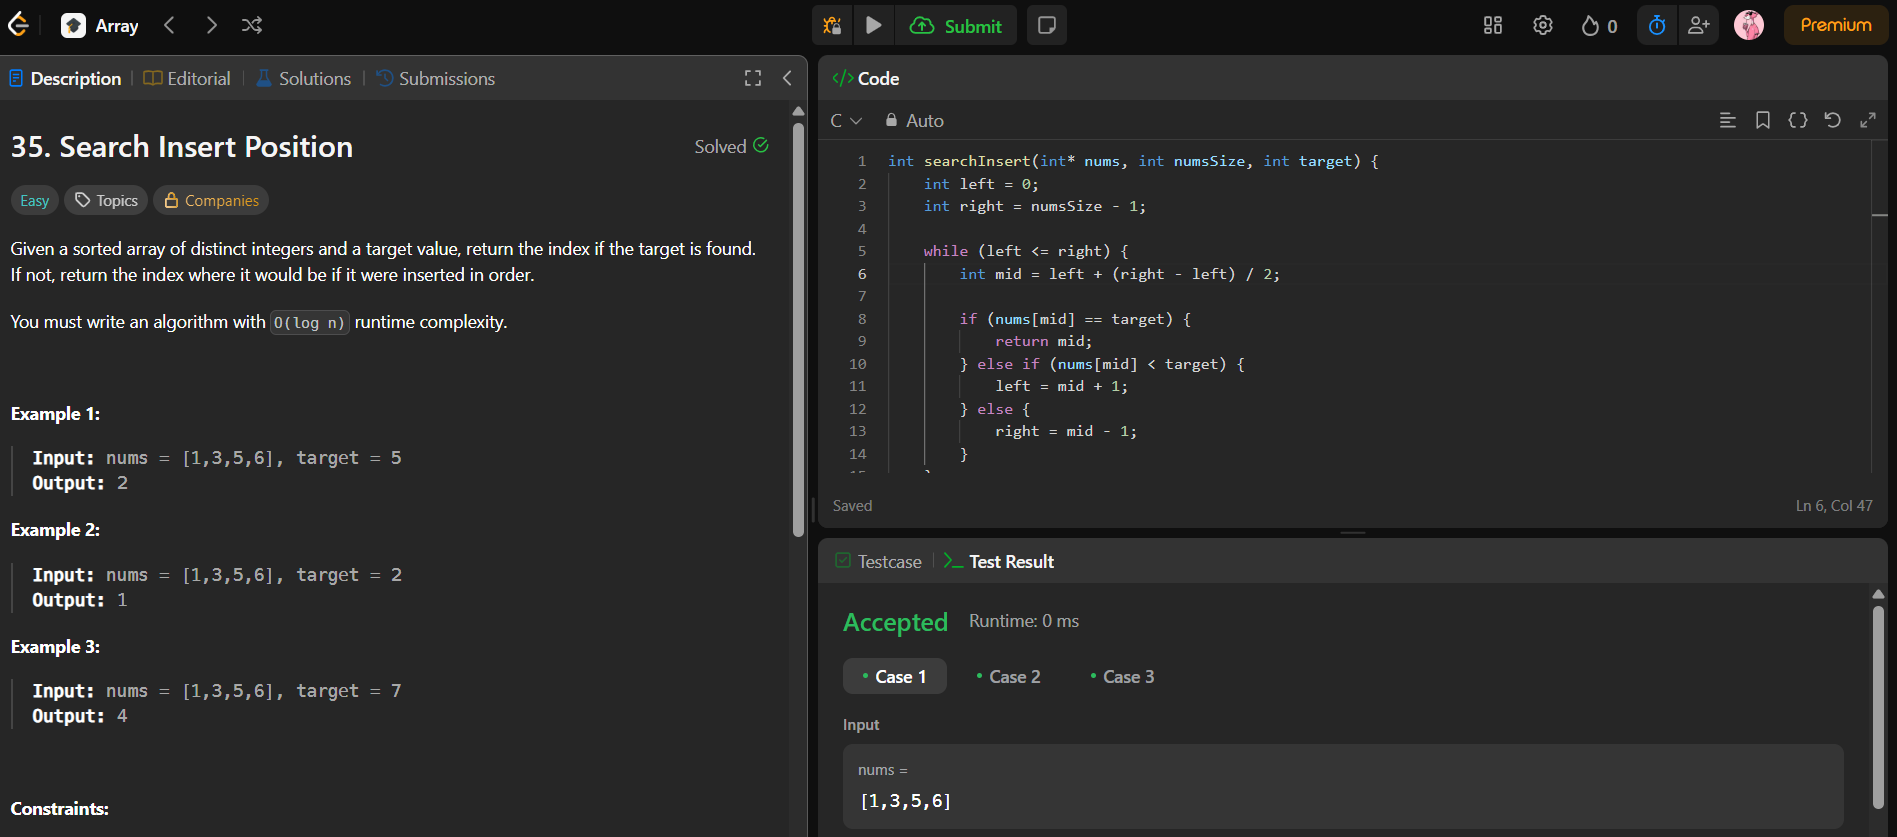 Array
Submit
0
Premium
Description
Editorial
Solutions
Submissions
35. Search Insert Position
Solved
Easy
Topics
Companies
Given a sorted array of distinct integers and a target value, return the index if the target is found.
If not, return the index where it would be if it were inserted in order.
You must write an algorithm with O(log n) runtime complexity.
Example 1:
Input: nums = [1,3,5,6], target = 5
Output: 2
Example 2:
Input: nums = [1,3,5,6], target = 2
Output: 1
Example 3:
Input: nums = [1,3,5,6], target = 7
Output: 4
Constraints:
</> Code
C
Auto
1 int searchInsert(int* nums, int numsSize, int target) {
2 int left = 0;
3 int right = numsSize - 1;
4
5 while (left <= right) {
6 int mid = left + (right - left) / 2;
7
8 if (nums[mid] == target) {
9 return mid;
10 } else if (nums[mid] < target) {
11 left = mid + 1;
12 } else {
13 right = mid - 1;
14 }
Saved
Ln 6, Col 47
Testcase
Test Result
Accepted
Runtime: 0 ms
Case 1
Case 2
Case 3
Input
nums =
[1,3,5,6]